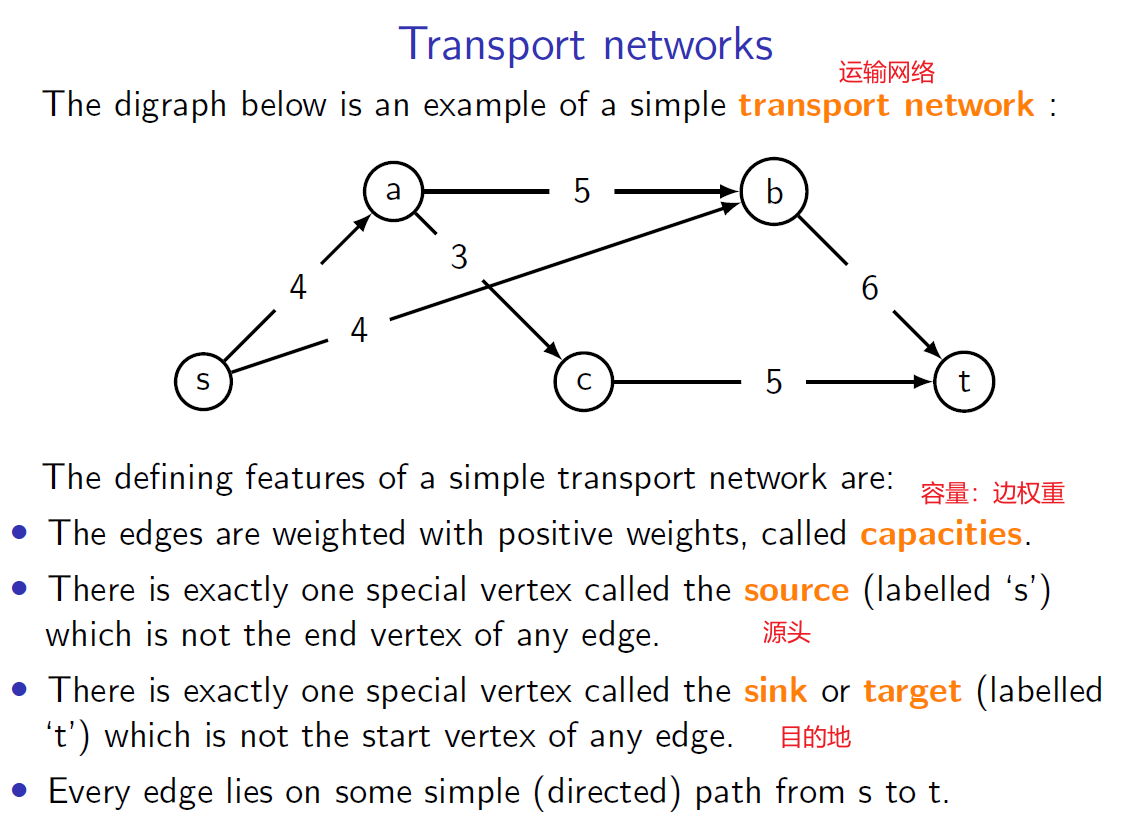 Transport networks
运输网络
The digraph below is an example of a simple transport network :
a 5 b
3
4
6
4
s c 5 t
The defining features of a simple transport network are:
容量：边权重
• The edges are weighted with positive weights, called capacities.
• There is exactly one special vertex called the source (labelled ‘s’)
which is not the end vertex of any edge.
源头
• There is exactly one special vertex called the sink or target (labelled
‘t’) which is not the start vertex of any edge.
目的地
• Every edge lies on some simple (directed) path from s to t.